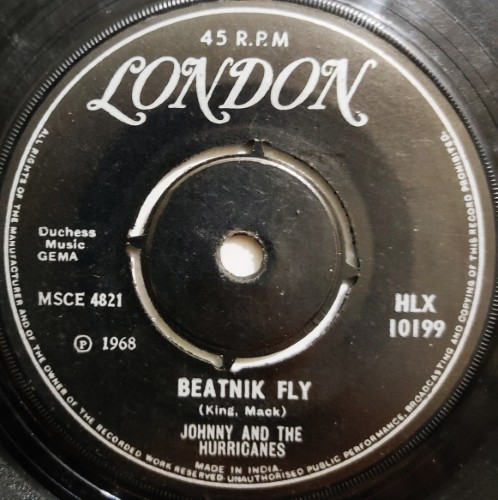 45 R.P.M
LONDON
ALL RIGHTS OF THE MANUFACTURER AND OF THE OWNER OF THE RECORDED WORK RESERVED. UNAUTHORISED PUBLIC PERFORMANCE, BROADCASTING AND COPYING OF THIS RECORD PROHIBITED.
Duchess
Music
GEMA
MSCE 4821
HLX
10199
℗ 1968
BEATNIK FLY
(King, Mack)
JOHNNY AND THE
HURRICANES
MADE IN INDIA